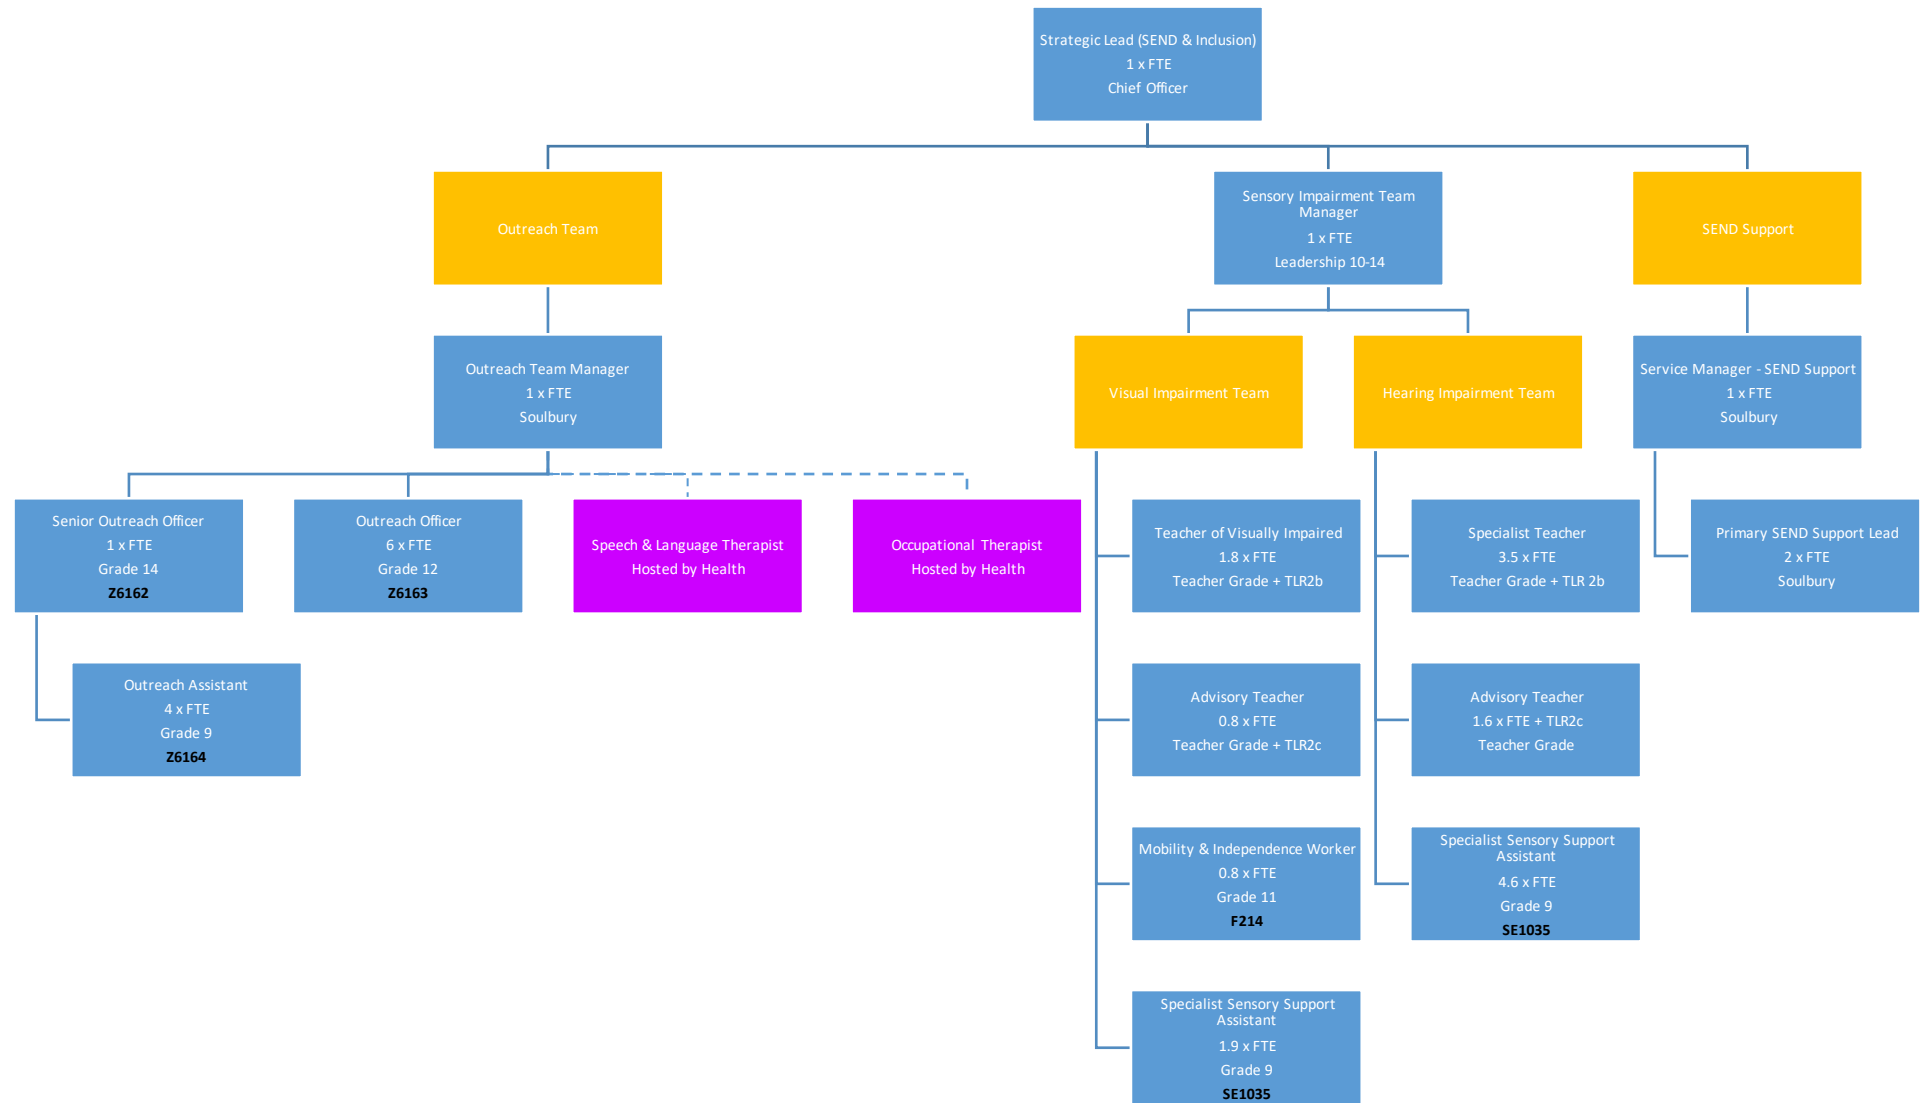 Strategic Lead (SEND & Inclusion)
1 x FTE
Chief Officer
Outreach Team
Sensory Impairment Team
Manager
1 x FTE
Leadership 10-14
SEND Support
Outreach Team Manager
1 x FTE
Soulbury
Visual Impairment Team
Hearing Impairment Team
Service Manager - SEND Support
1 x FTE
Soulbury
Senior Outreach Officer
1 x FTE
Grade 14
Z6162
Outreach Officer
6 x FTE
Grade 12
Z6163
Speech & Language Therapist
Hosted by Health
Occupational Therapist
Hosted by Health
Teacher of Visually Impaired
1.8 x FTE
Teacher Grade + TLR2b
Specialist Teacher
3.5 x FTE
Teacher Grade + TLR 2b
Primary SEND Support Lead
2 x FTE
Soulbury
Outreach Assistant
4 x FTE
Grade 9
Z6164
Advisory Teacher
0.8 x FTE
Teacher Grade + TLR2c
Advisory Teacher
1.6 x FTE + TLR2c
Teacher Grade
Mobility & Independence Worker
0.8 x FTE
Grade 11
F214
Specialist Sensory Support
Assistant
4.6 x FTE
Grade 9
SE1035
Specialist Sensory Support
Assistant
1.9 x FTE
Grade 9
SE1035